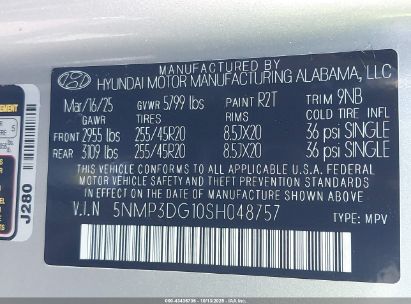 MANUFACTURED BY
HYUNDAI MOTOR MANUFACTURING ALABAMA, LLC
Mar/16/25 GVWR 5799 lbs PAINT R2T TRIM 9NB
GAWR TIRES RIMS COLD TIRE INF.
FRONT 2955 lbs 255/45R20 8.5JX20 36 psi SINGLE
REAR 3109 lbs 255/45R20 8.5JX20 36 psi SINGLE
THIS VEHICLE CONFORMS TO ALL APPLICABLE U.S.A. FEDERAL
MOTOR VEHICLE SAFETY AND THEFT PREVENTION STANDARDS
IN EFFECT ON THE DATE OF MANUFACTURE SHOWN ABOVE.
V.I.N 5NMP3DG10SH048757 TYPE: MPV
J280